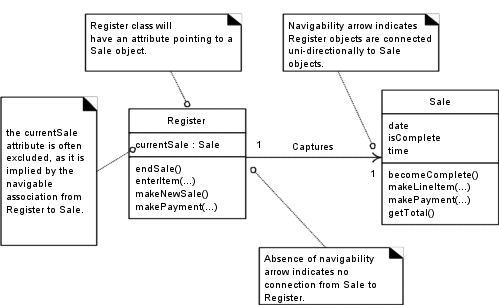 Register class will
have an attribute pointing to a
Sale object.
Navigability arrow indicates
Register objects are connected
uni-directionally to Sale
objects.
the currentSale
attribute is often
excluded, as it is
implied by the
navigable
association from
Register to Sale.
Register
currentSale : Sale
endSale()
enterItem(...)
makeNewSale()
makePayment(...)
1
Captures
1
Sale
date
isComplete
time
becomeComplete()
makeLineItem(...)
makePayment(...)
getTotal()
Absence of navigability
arrow indicates no
connection from Sale to
Register.